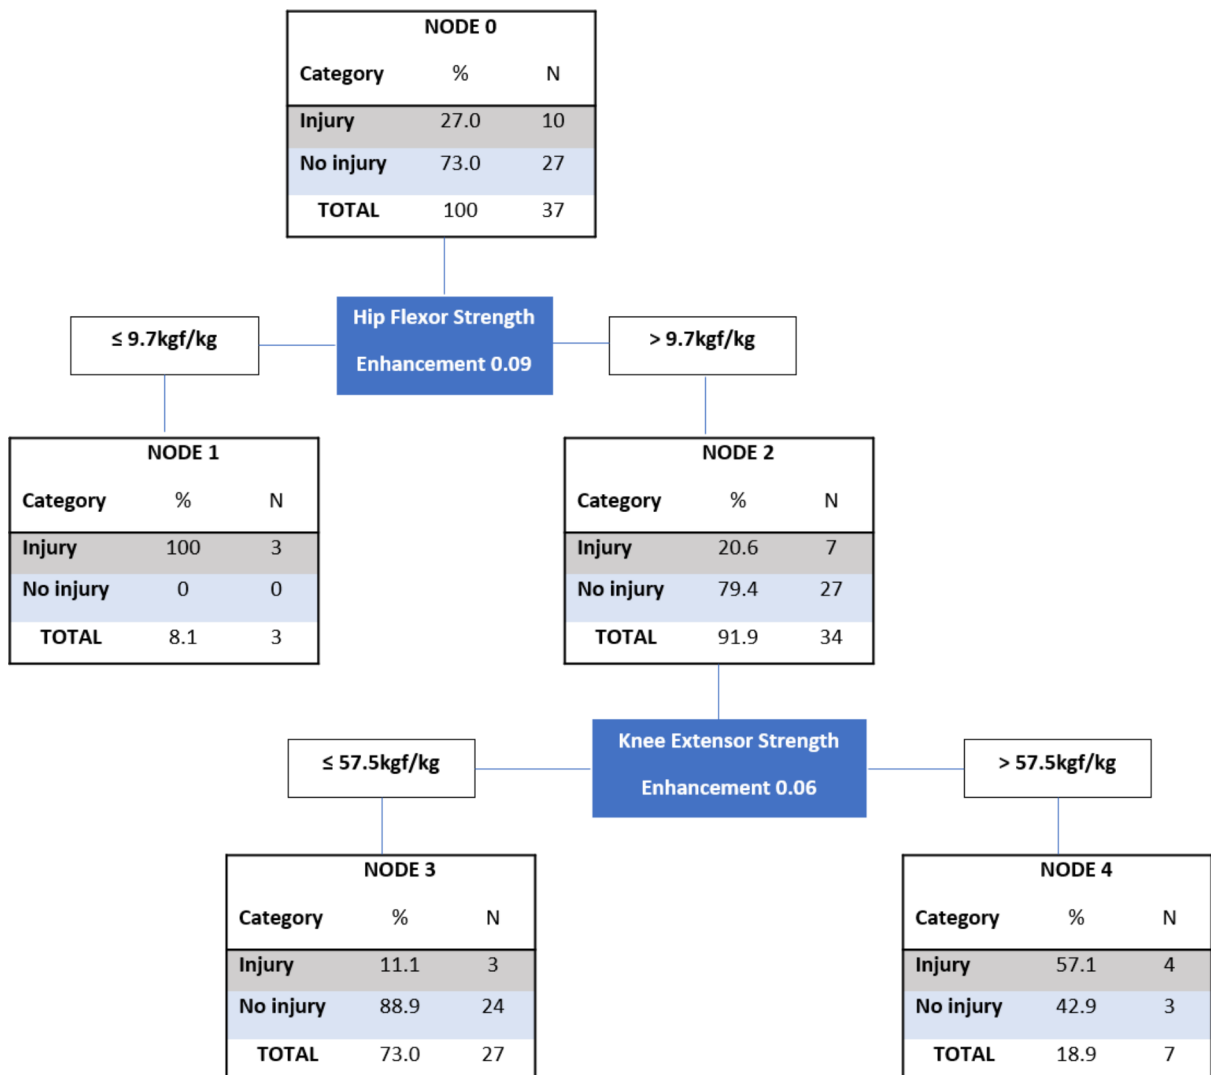 NODE 0
Category % N
Injury 27.0 10
No injury 73.0 27
TOTAL 100 37
Hip Flexor Strength
Enhancement 0.09
≤ 9.7kgf/kg
> 9.7kgf/kg
NODE 1
Category % N
Injury 100 3
No injury 0 0
TOTAL 8.1 3
NODE 2
Category % N
Injury 20.6 7
No injury 79.4 27
TOTAL 91.9 34
Knee Extensor Strength
Enhancement 0.06
≤ 57.5kgf/kg
> 57.5kgf/kg
NODE 3
Category % N
Injury 11.1 3
No injury 88.9 24
TOTAL 73.0 27
NODE 4
Category % N
Injury 57.1 4
No injury 42.9 3
TOTAL 18.9 7